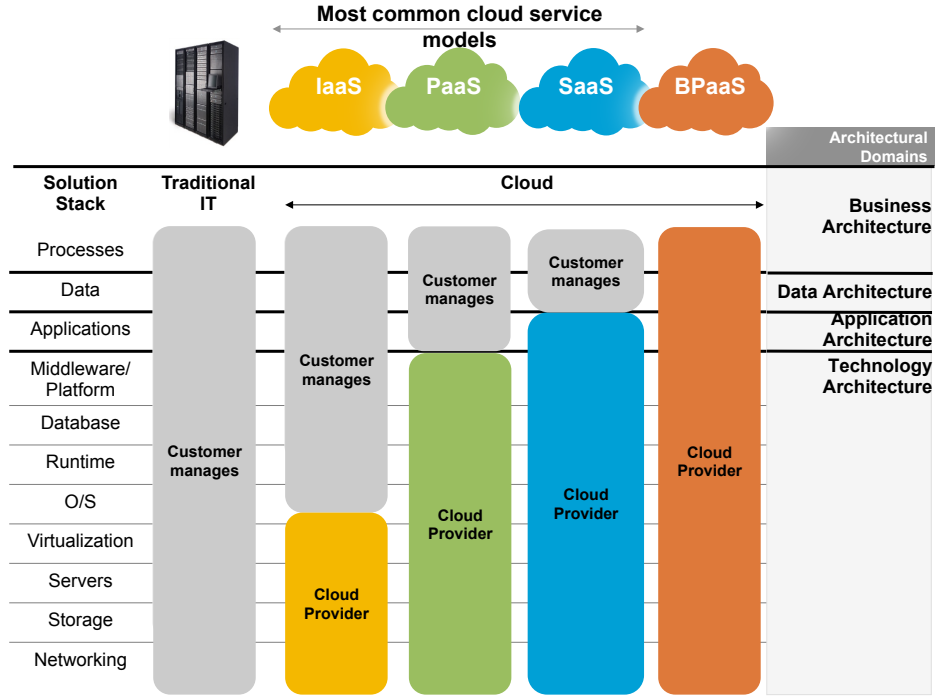 Most common cloud service
models
IaaS
PaaS
SaaS
BPaaS
Architectural
Domains
Solution
Stack
Traditional
IT
Cloud
Business
Architecture
Processes
Customer
manages
Customer
manages
Data
Data Architecture
Applications
Application
Architecture
Middleware/
Platform
Customer
manages
Technology
Architecture
Database
Runtime
Customer
manages
Cloud
Provider
O/S
Cloud
Provider
Cloud
Provider
Virtualization
Servers
Cloud
Provider
Storage
Networking